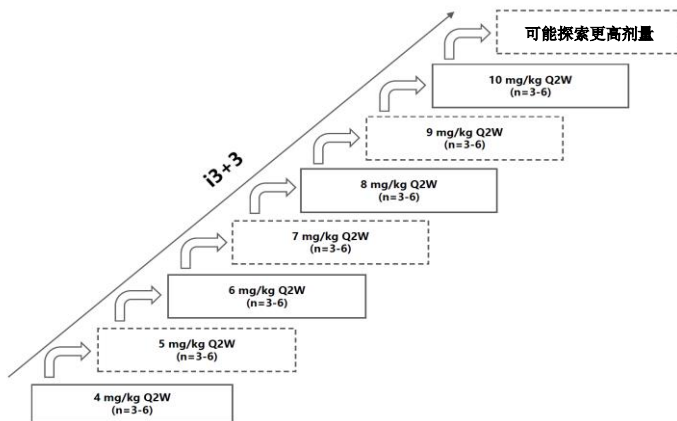 可能探索更高剂量
10 mg/kg Q2W
(n=3-6)
9 mg/kg Q2W
(n=3-6)
i3+3
8 mg/kg Q2W
(n=3-6)
7 mg/kg Q2W
(n=3-6)
6 mg/kg Q2W
(n=3-6)
5 mg/kg Q2W
(n=3-6)
4 mg/kg Q2W
(n=3-6)